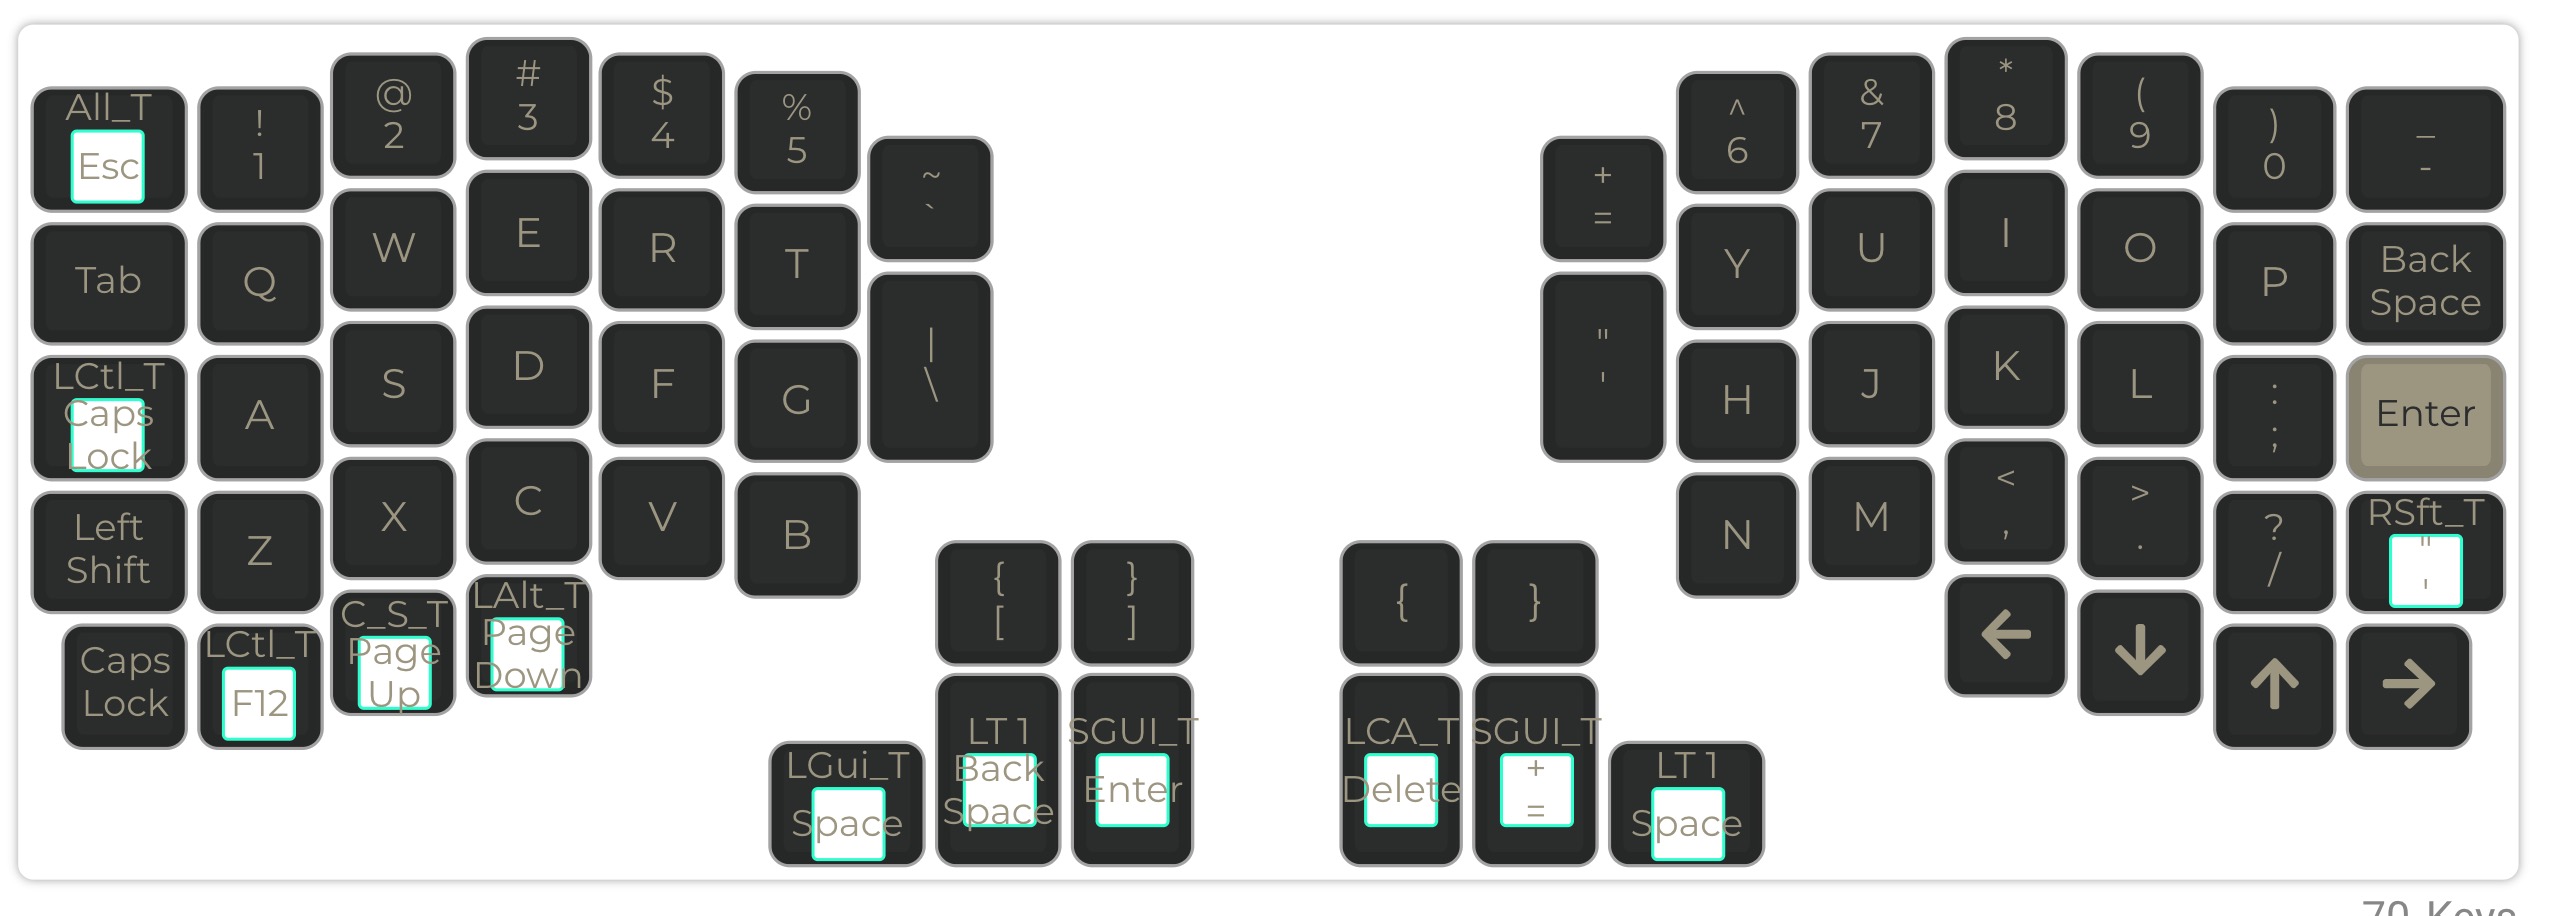 All_T
Esc
!
1
@
2
#
3
$
4
%
5
~
`
+
=
^
6
&
7
*
8
(
9
)
0
_
-
Tab
Q
W
E
R
T
|
\
"
'
Y
U
I
O
P
Back
Space
LCtl_T
Caps
Lock
A
S
D
F
G
H
J
K
L
:
;
Enter
Left
Shift
Z
X
C
V
B
{
[
}
]
{
}
N
M
<
,
>
.
?
/
RSft_T
"
'
Caps
Lock
LCtl_T
F12
C_S_T
Page
Up
LAlt_T
Page
Down
←
↓
↑
→
LGui_T
Space
LT 1
Back
Space
SGUI_T
Enter
LCA_T
Delete
SGUI_T
+
=
LT 1
Space
70 Keys